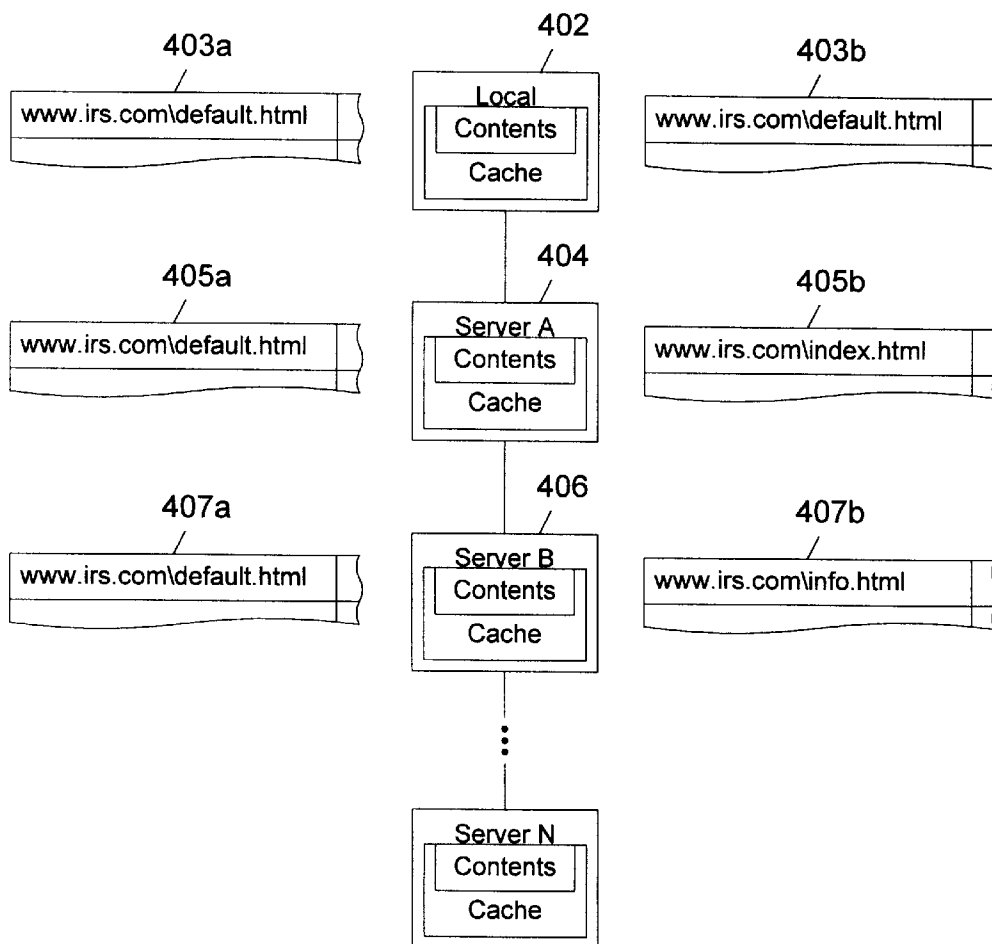 402
403a
403b
www.irs.com\default.html
Local
Contents
Cache
www.irs.com\default.html
404
405a
405b
www.irs.com\default.html
Server A
Contents
Cache
www.irs.com\index.html
406
407a
407b
www.irs.com\default.html
Server B
Contents
Cache
www.irs.com\info.html
Server N
Contents
Cache